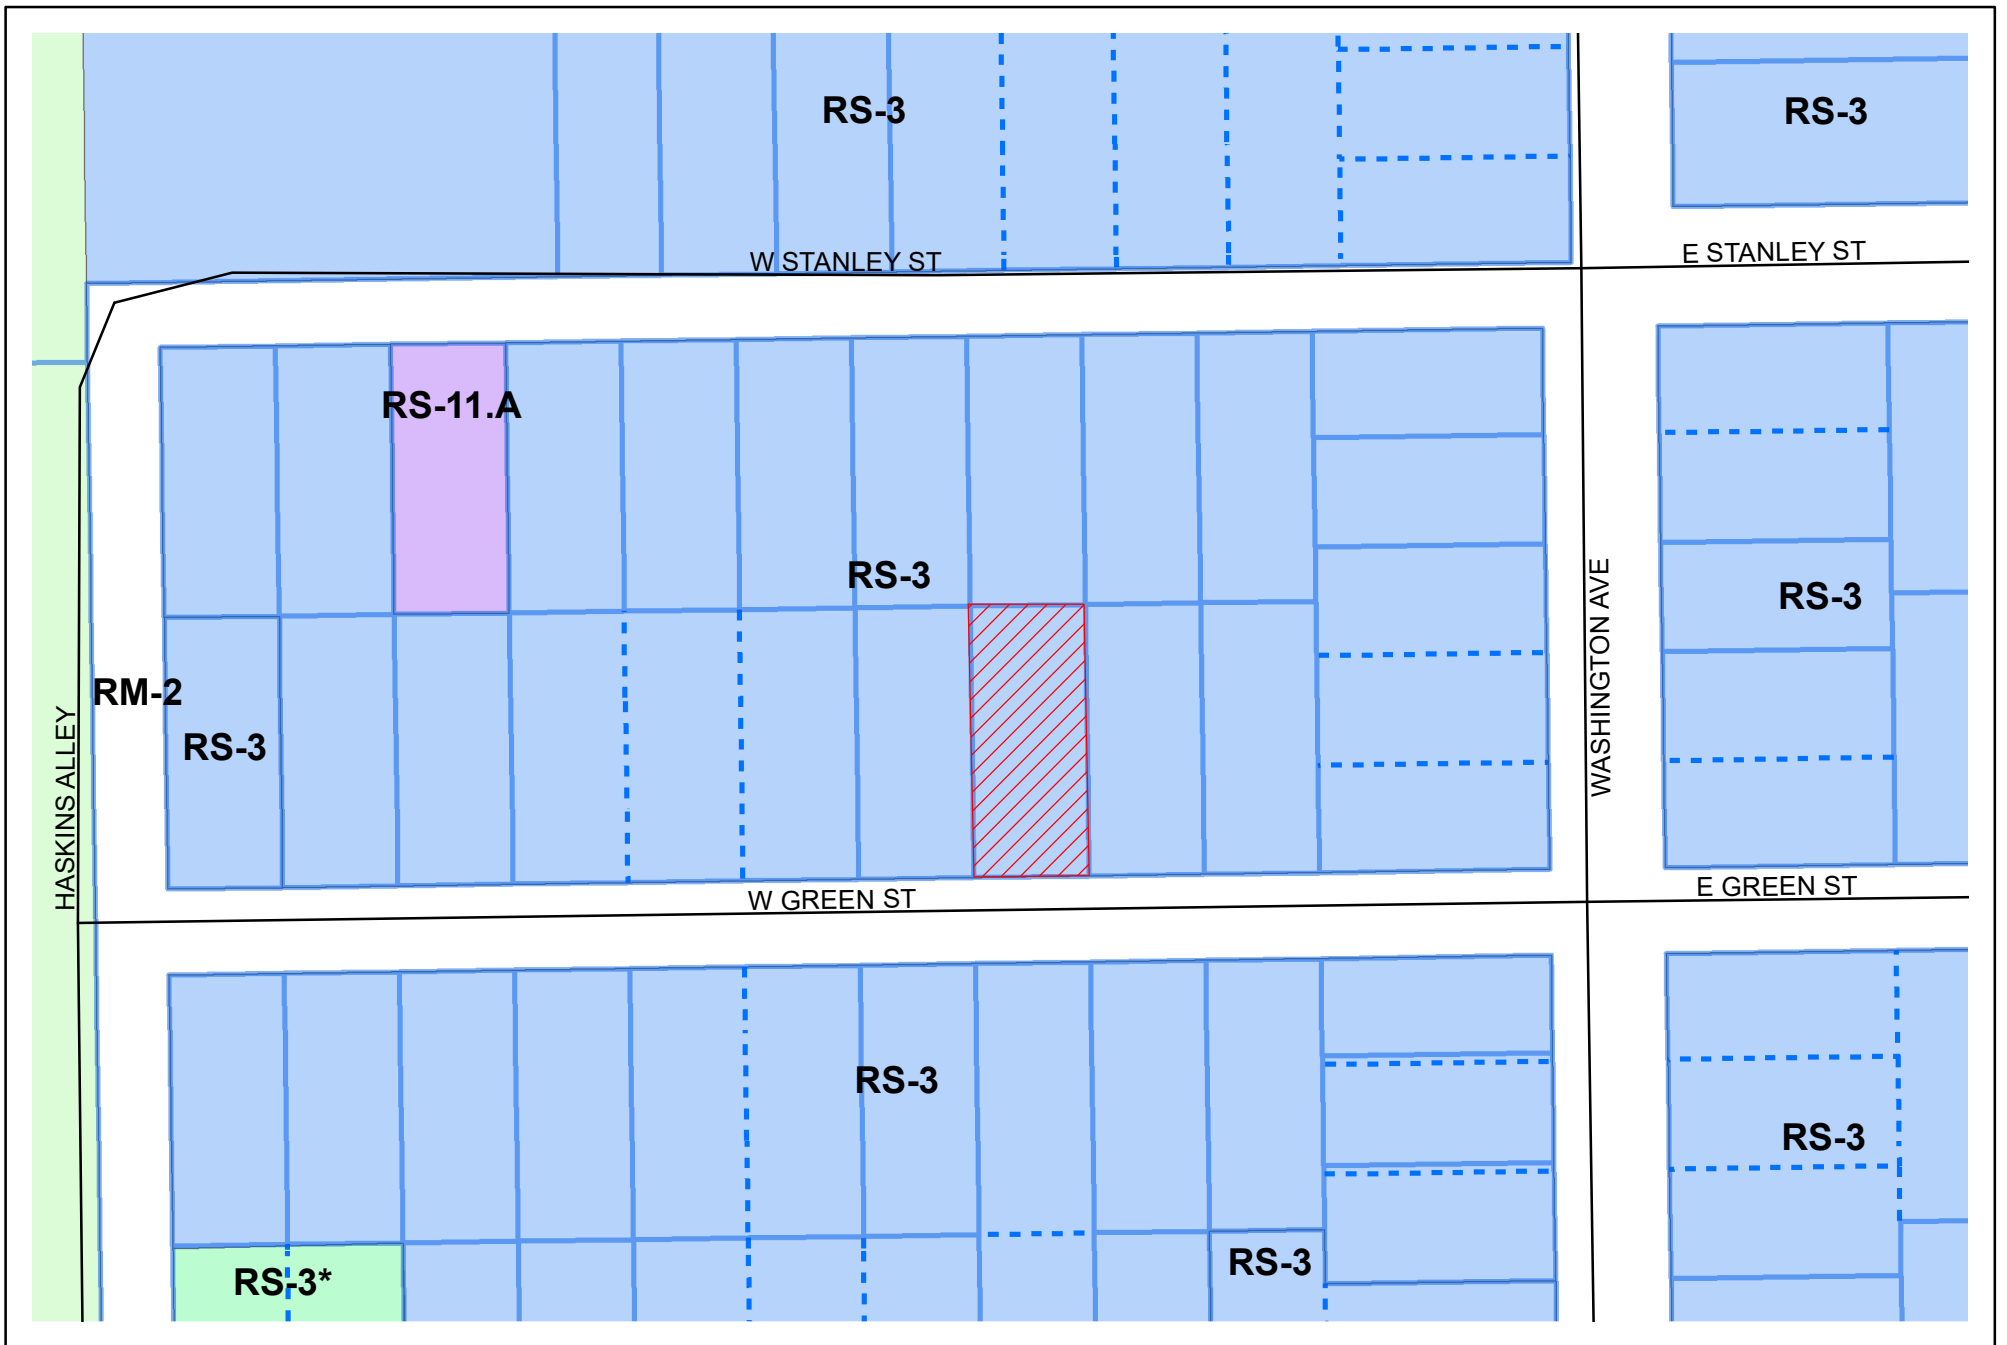 RS-3
RS-3
W STANLEY ST
E STANLEY ST
RS-11.A
RS-3
RS-3
WASHINGTON AVE
RM-2
RS-3
HASKINS ALLEY
W GREEN ST
E GREEN ST
RS-3
RS-3
RS-3
RS-3*